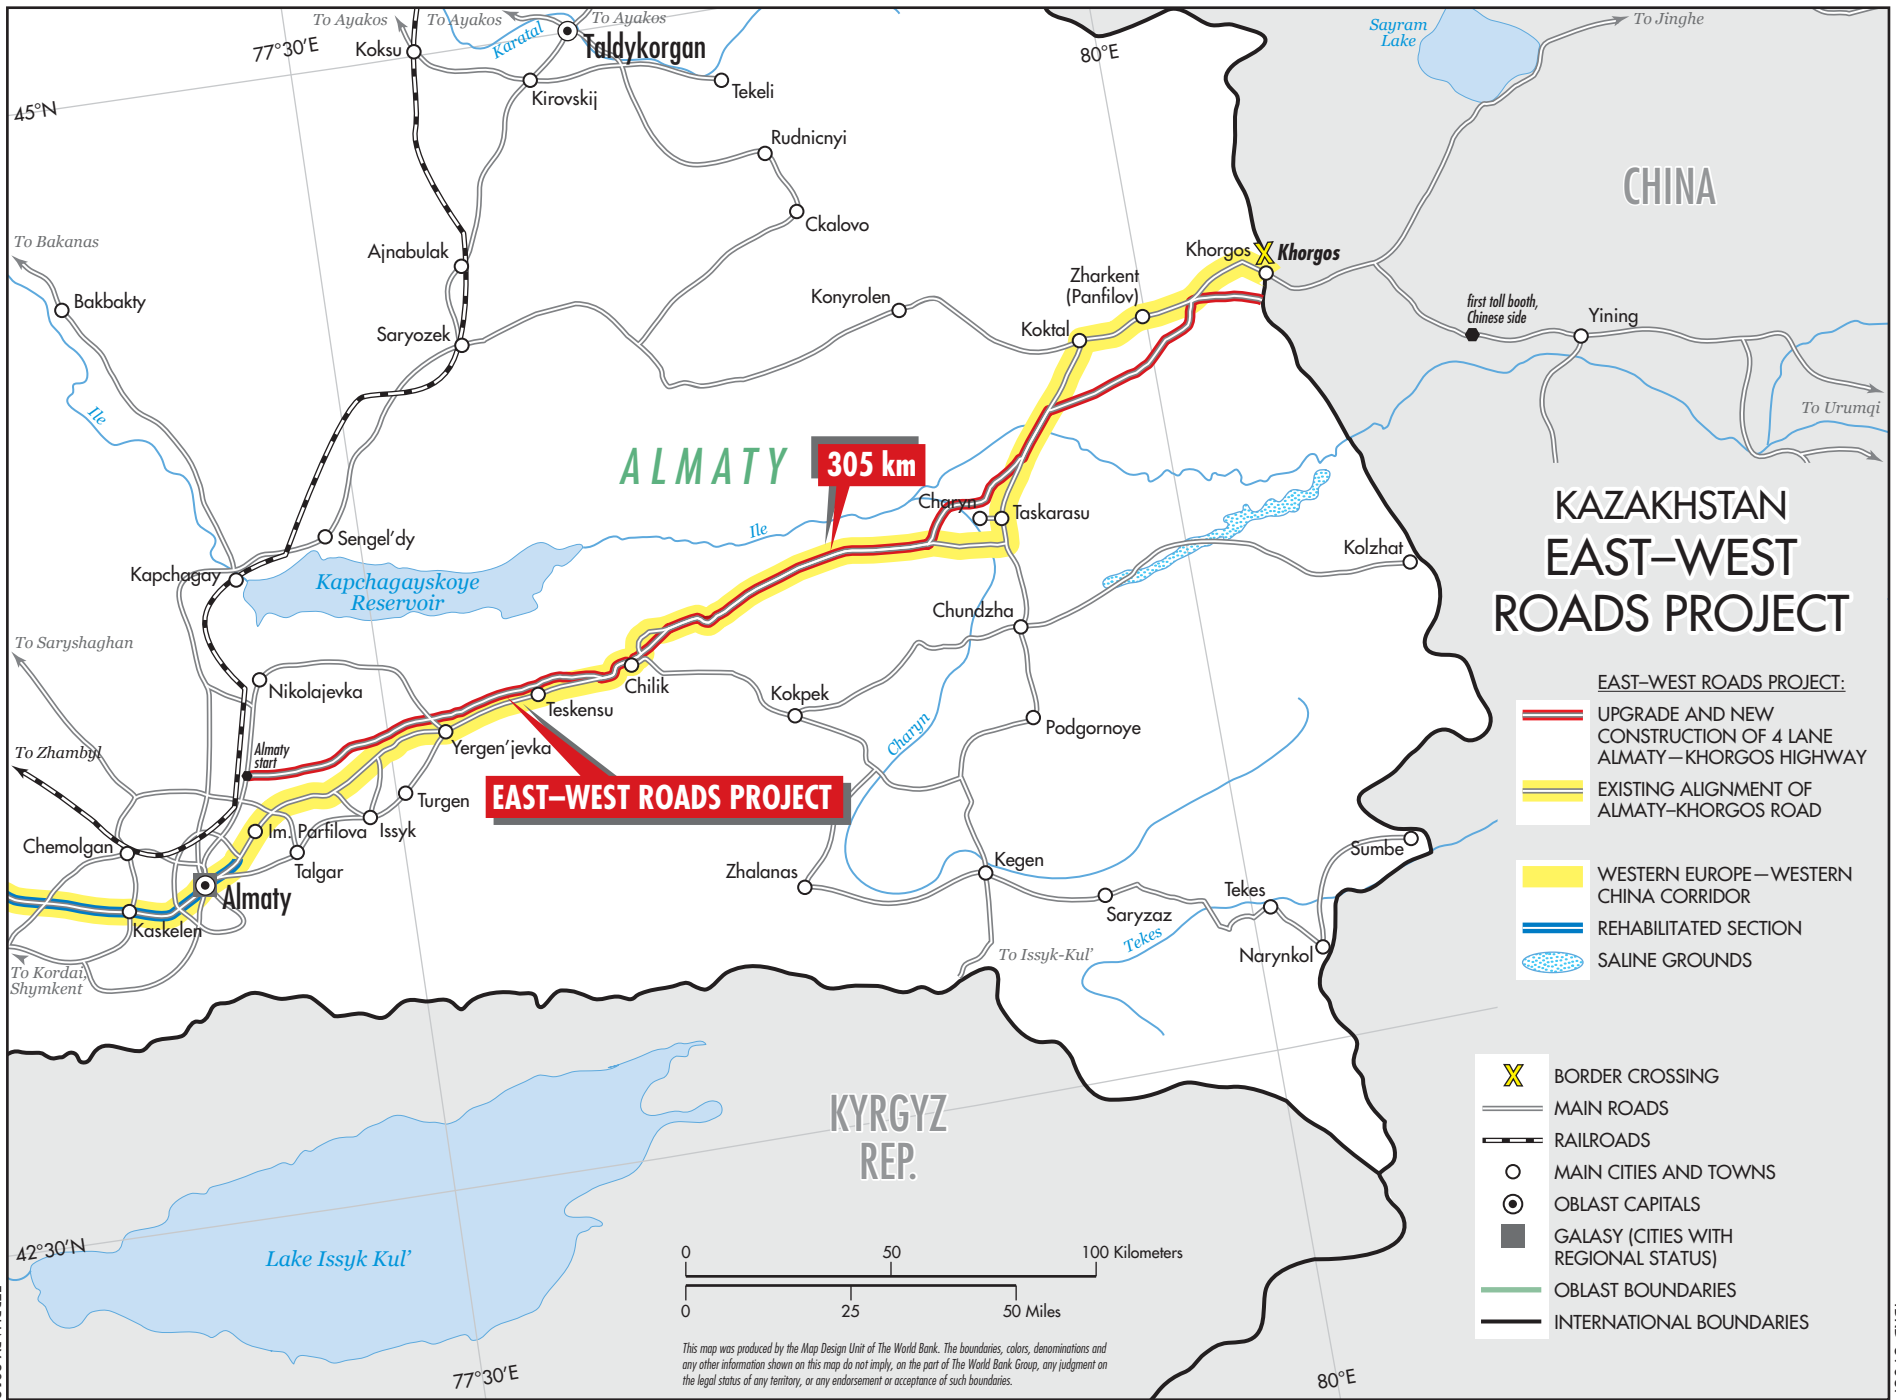 To Ayakos
To Ayakos
To Ayakos
77°30′E
Koksu
Karatal
Taldykorgan
80°E
Sayram
Lake
To Jinghe
45°N
Kirovskij
Tekeli
Rudnicnyi
CHINA
Ckalovo
To Bakanas
Ajnabulak
Khorgos
X
Khorgos
Bakbakty
Zharkent
(Panfilov)
Konyrolen
first toll booth,
Chinese side
Yining
Saryozek
Koktal
Ile
To Urumqi
ALMATY
305 km
Charyn
Taskarasu
Ile
Sengel'dy
Kolzhat
Kapchagay
Kapchagayskoye
Reservoir
Chundzha
To Saryshaghan
Nikolajevka
Chilik
Teskensu
Kokpek
Charyn
Podgornoye
To Zhambyl
Almaty
start
Yergen'jevka
EAST–WEST ROADS PROJECT
Turgen
Im. Parfilova
Issyk
Chemolgan
Talgar
Zhalanas
Kegen
Sumbe
Almaty
Tekes
Saryzaz
Kaskelen
Tekes
Narynkol
To Issyk-Kul'
To Kordai,
Shymkent
KYRGYZ
REP.
42°30′N
Lake Issyk Kul'
77°30′E
80°E
KAZAKHSTAN
EAST–WEST
ROADS PROJECT
EAST–WEST ROADS PROJECT:
UPGRADE AND NEW
CONSTRUCTION OF 4 LANE
ALMATY—KHORGOS HIGHWAY
EXISTING ALIGNMENT OF
ALMATY–KHORGOS ROAD
WESTERN EUROPE—WESTERN
CHINA CORRIDOR
REHABILITATED SECTION
SALINE GROUNDS
X BORDER CROSSING
MAIN ROADS
RAILROADS
MAIN CITIES AND TOWNS
OBLAST CAPITALS
GALASY (CITIES WITH
REGIONAL STATUS)
OBLAST BOUNDARIES
INTERNATIONAL BOUNDARIES
0 50 100 Kilometers
0 25 50 Miles
This map was produced by the Map Design Unit of The World Bank. The boundaries, colors, denominations and
any other information shown on this map do not imply, on the part of The World Bank Group, any judgment on
the legal status of any territory, or any endorsement or acceptance of such boundaries.